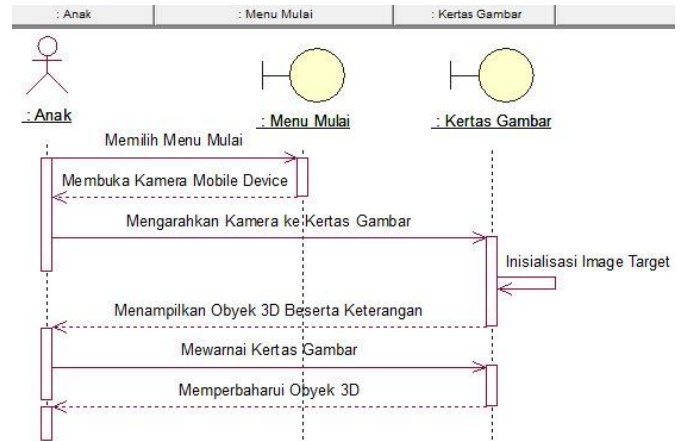 : Anak
: Menu Mulai
: Kertas Gambar
: Anak
: Menu Mulai
: Kertas Gambar
Memilih Menu Mulai
Membuka Kamera Mobile Device
Mengarahkan Kamera ke Kertas Gambar
Inisialisasi Image Target
Menampilkan Obyek 3D Beserta Keterangan
Mewarnai Kertas Gambar
Memperbaharui Obyek 3D